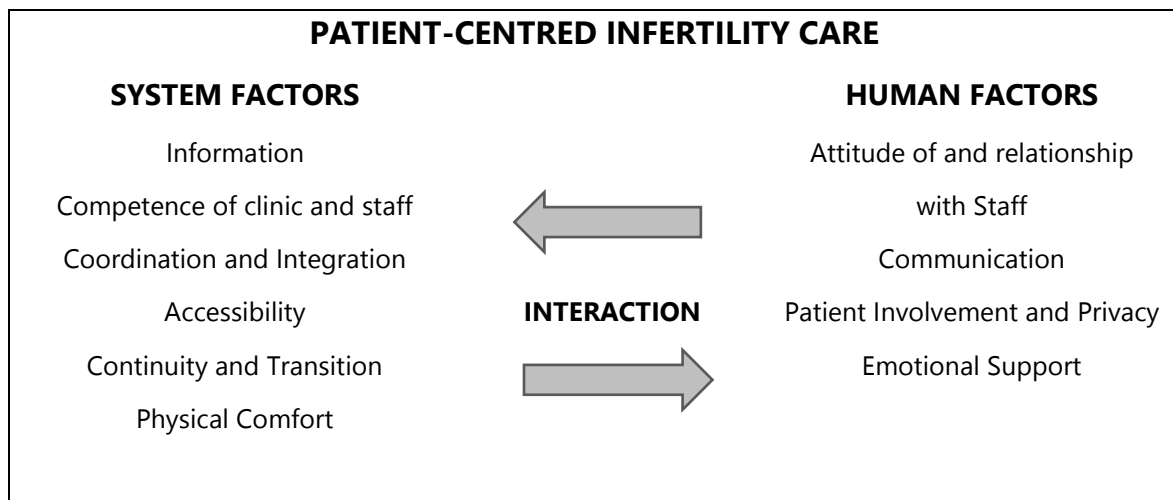 PATIENT-CENTRED INFERTILITY CARE
SYSTEM FACTORS
Information
Competence of clinic and staff
Coordination and Integration
Accessibility
Continuity and Transition
Physical Comfort
INTERACTION
HUMAN FACTORS
Attitude of and relationship
with Staff
Communication
Patient Involvement and Privacy
Emotional Support